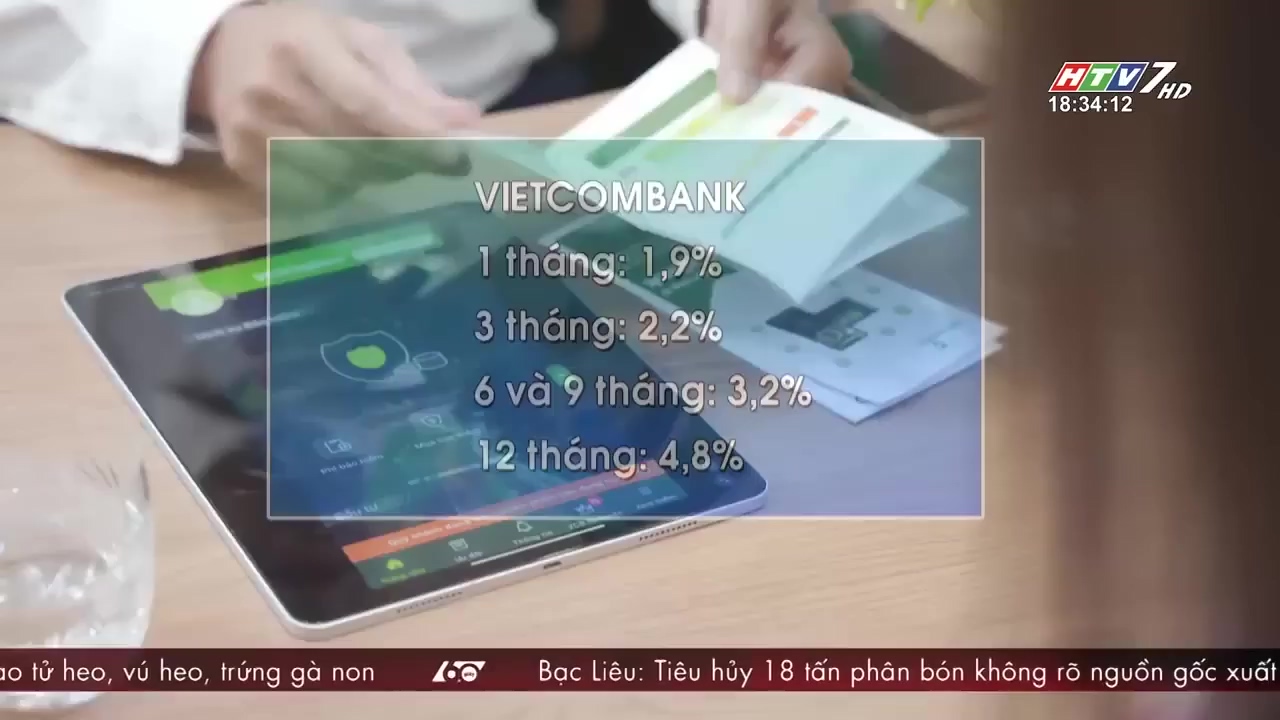 HTV7 HD
18:34:12
VIETCOMBANK
1 tháng: 1,9%
3 tháng: 2,2%
6 và 9 tháng: 3,2%
12 tháng: 4,8%
tử heo, vú heo, trứng gà non
60
Bạc Liêu: Tiêu hủy 18 tấn phân bón không rõ nguồn gốc xuất